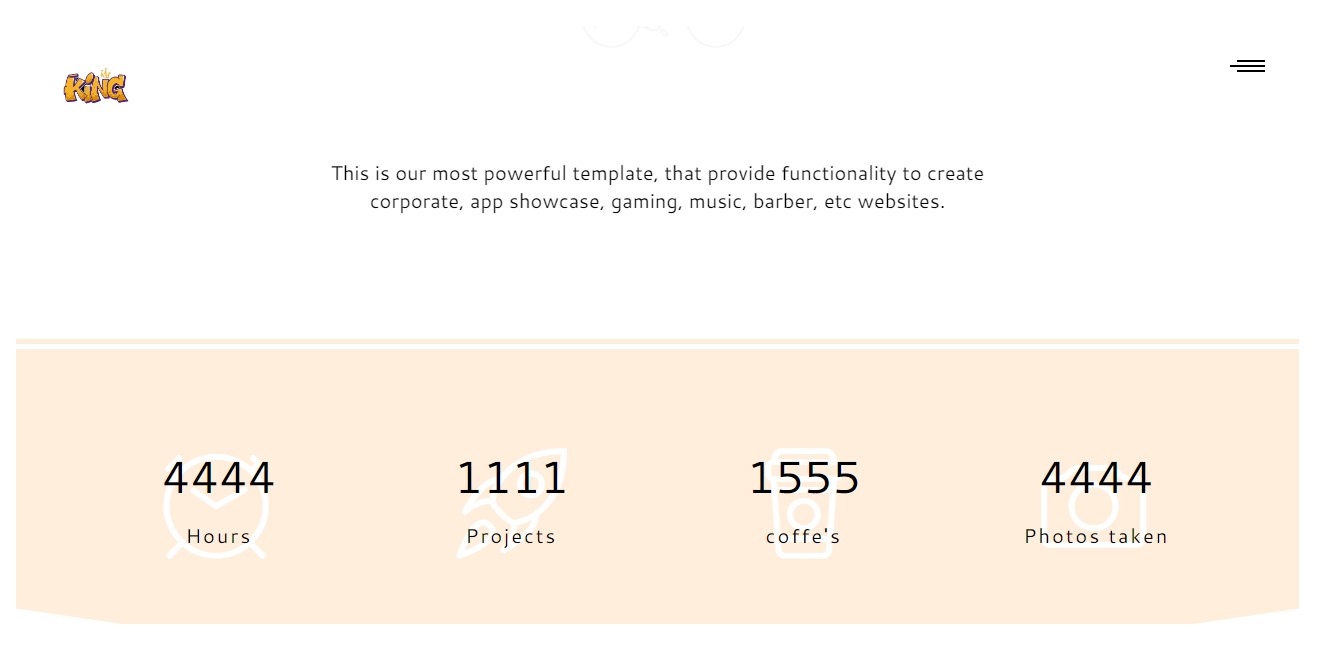 KING
This is our most powerful template, that provide functionality to create
corporate, app showcase, gaming, music, barber, etc websites.
4444
Hours
1111
Projects
1555
coffe's
4444
Photos taken